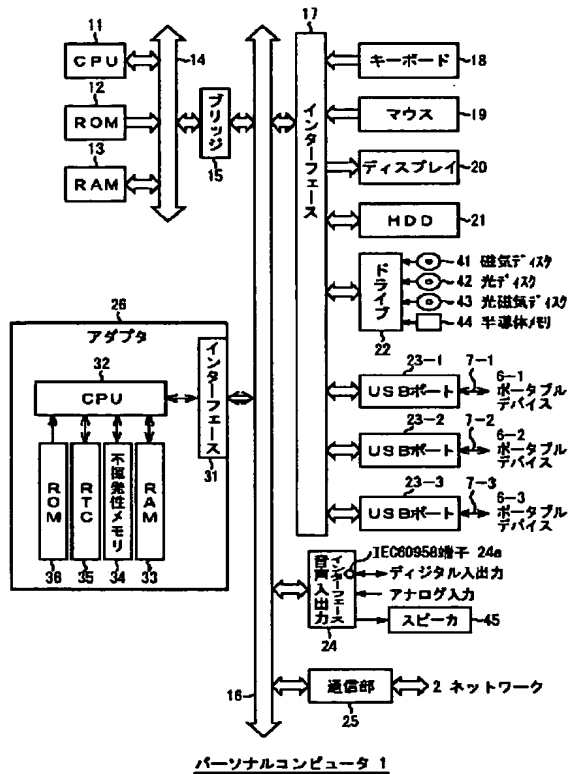 11
CPU
12
ROM
13
RAM
14
ブリッジ
15
17
インターフェース
キーボード
18
マウス
19
ディスプレイ
20
HDD
21
ドライブ
22
41 磁気ディスク
42 光ディスク
43 光磁気ディスク
44 半導体メモリ
23-1
USBポート
7-1
6-1
ポータブル
デバイス
23-2
USBポート
7-2
6-2
ポータブル
デバイス
23-3
USBポート
7-3
6-3
ポータブル
デバイス
26
アダプタ
32
CPU
インターフェース
31
ROM
36
RTC
35
不揮発性メモリ
34
RAM
33
音声入出力
インターフェース
24
IEC60958端子 24a
ディジタル入出力
アナログ入力
スピーカ
45
16
通信部
25
2 ネットワーク
パーソナルコンピュータ 1